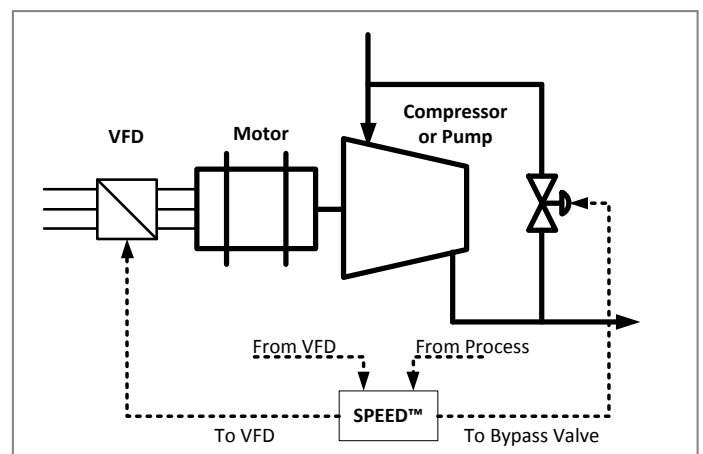 Compressor
or Pump
VFD
Motor
From VFD
From Process
SPEED™
To VFD
To Bypass Valve